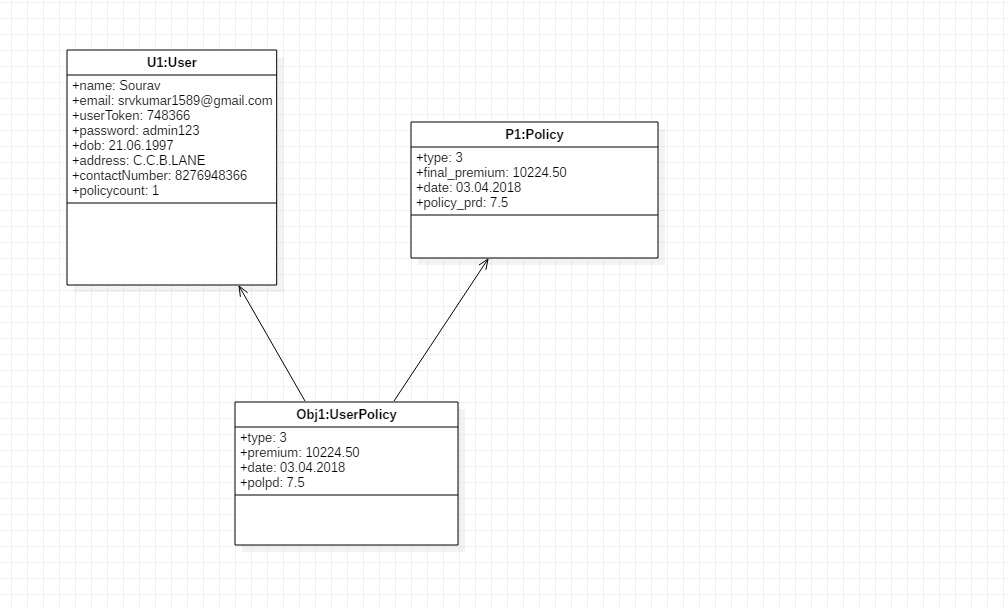 U1:User
+name: Sourav
+email: srvkumar1589@gmail.com
+userToken: 748366
+password: admin123
+dob: 21.06.1997
+address: C.C.B.LANE
+contactNumber: 8276948366
+policycount: 1
P1:Policy
+type: 3
+final_premium: 10224.50
+date: 03.04.2018
+policy_prd: 7.5
Obj1:UserPolicy
+type: 3
+premium: 10224.50
+date: 03.04.2018
+polpd: 7.5